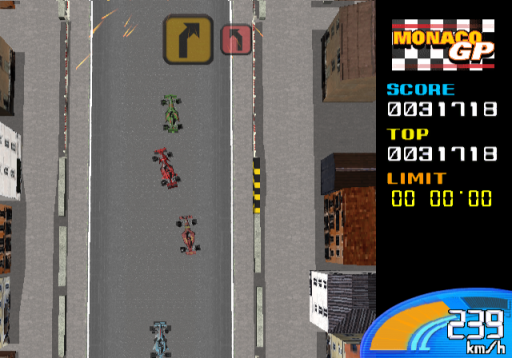 MONACO
GP
SCORE
0031718
TOP
0031718
LIMIT
00 00'00
239
km/h